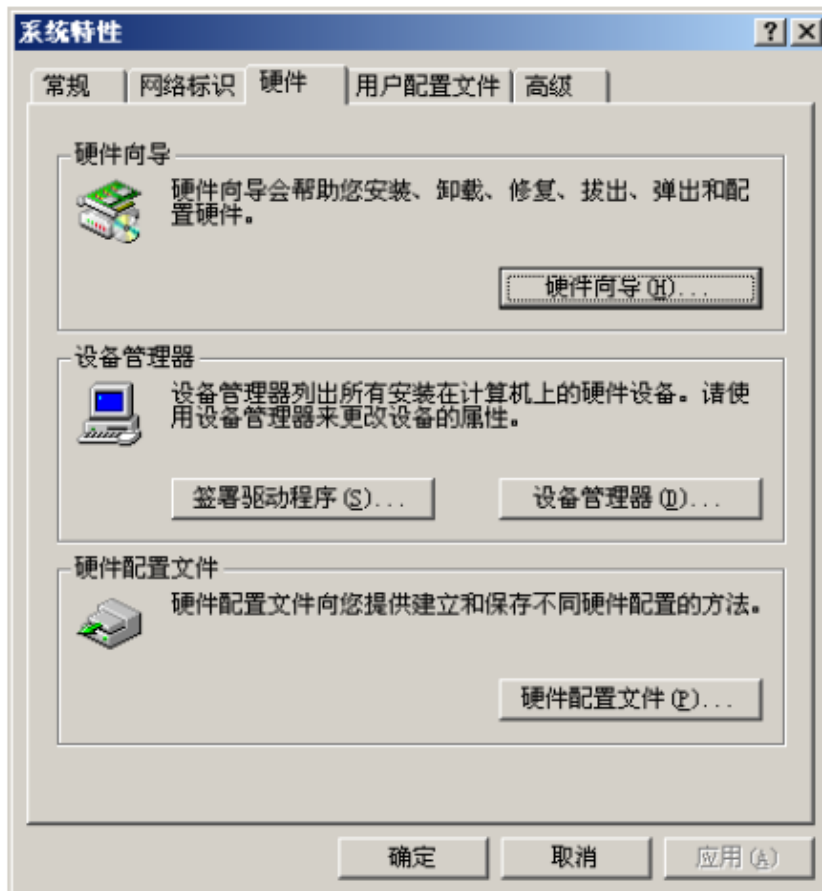 系统特性
常规 网络标识 硬件 用户配置文件 高级
硬件向导
硬件向导会帮助您安装、卸载、修复、拔出、弹出和配
置硬件。
硬件向导(H)...
设备管理器
设备管理器列出所有安装在计算机上的硬件设备。请使
用设备管理器来更改设备的属性。
签署驱动程序(S)... 设备管理器(D)...
硬件配置文件
硬件配置文件向您提供建立和保存不同硬件配置的方法。
硬件配置文件(P)...
确定 取消 应用(A)